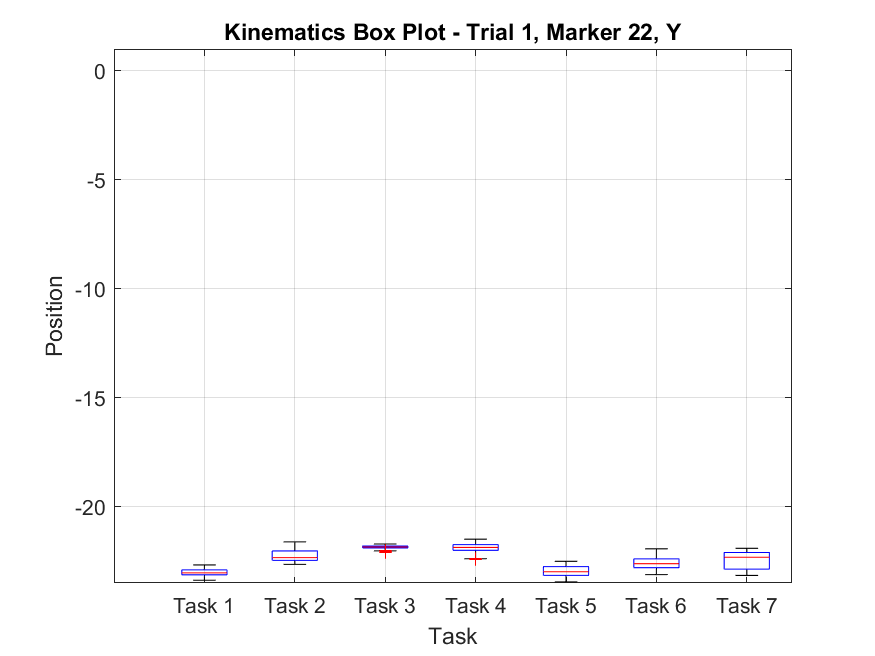 Kinematics Box Plot - Trial 1, Marker 22, Y
0
-5
-10
-15
-20
Position
Task 1 Task 2 Task 3 Task 4 Task 5 Task 6 Task 7
Task